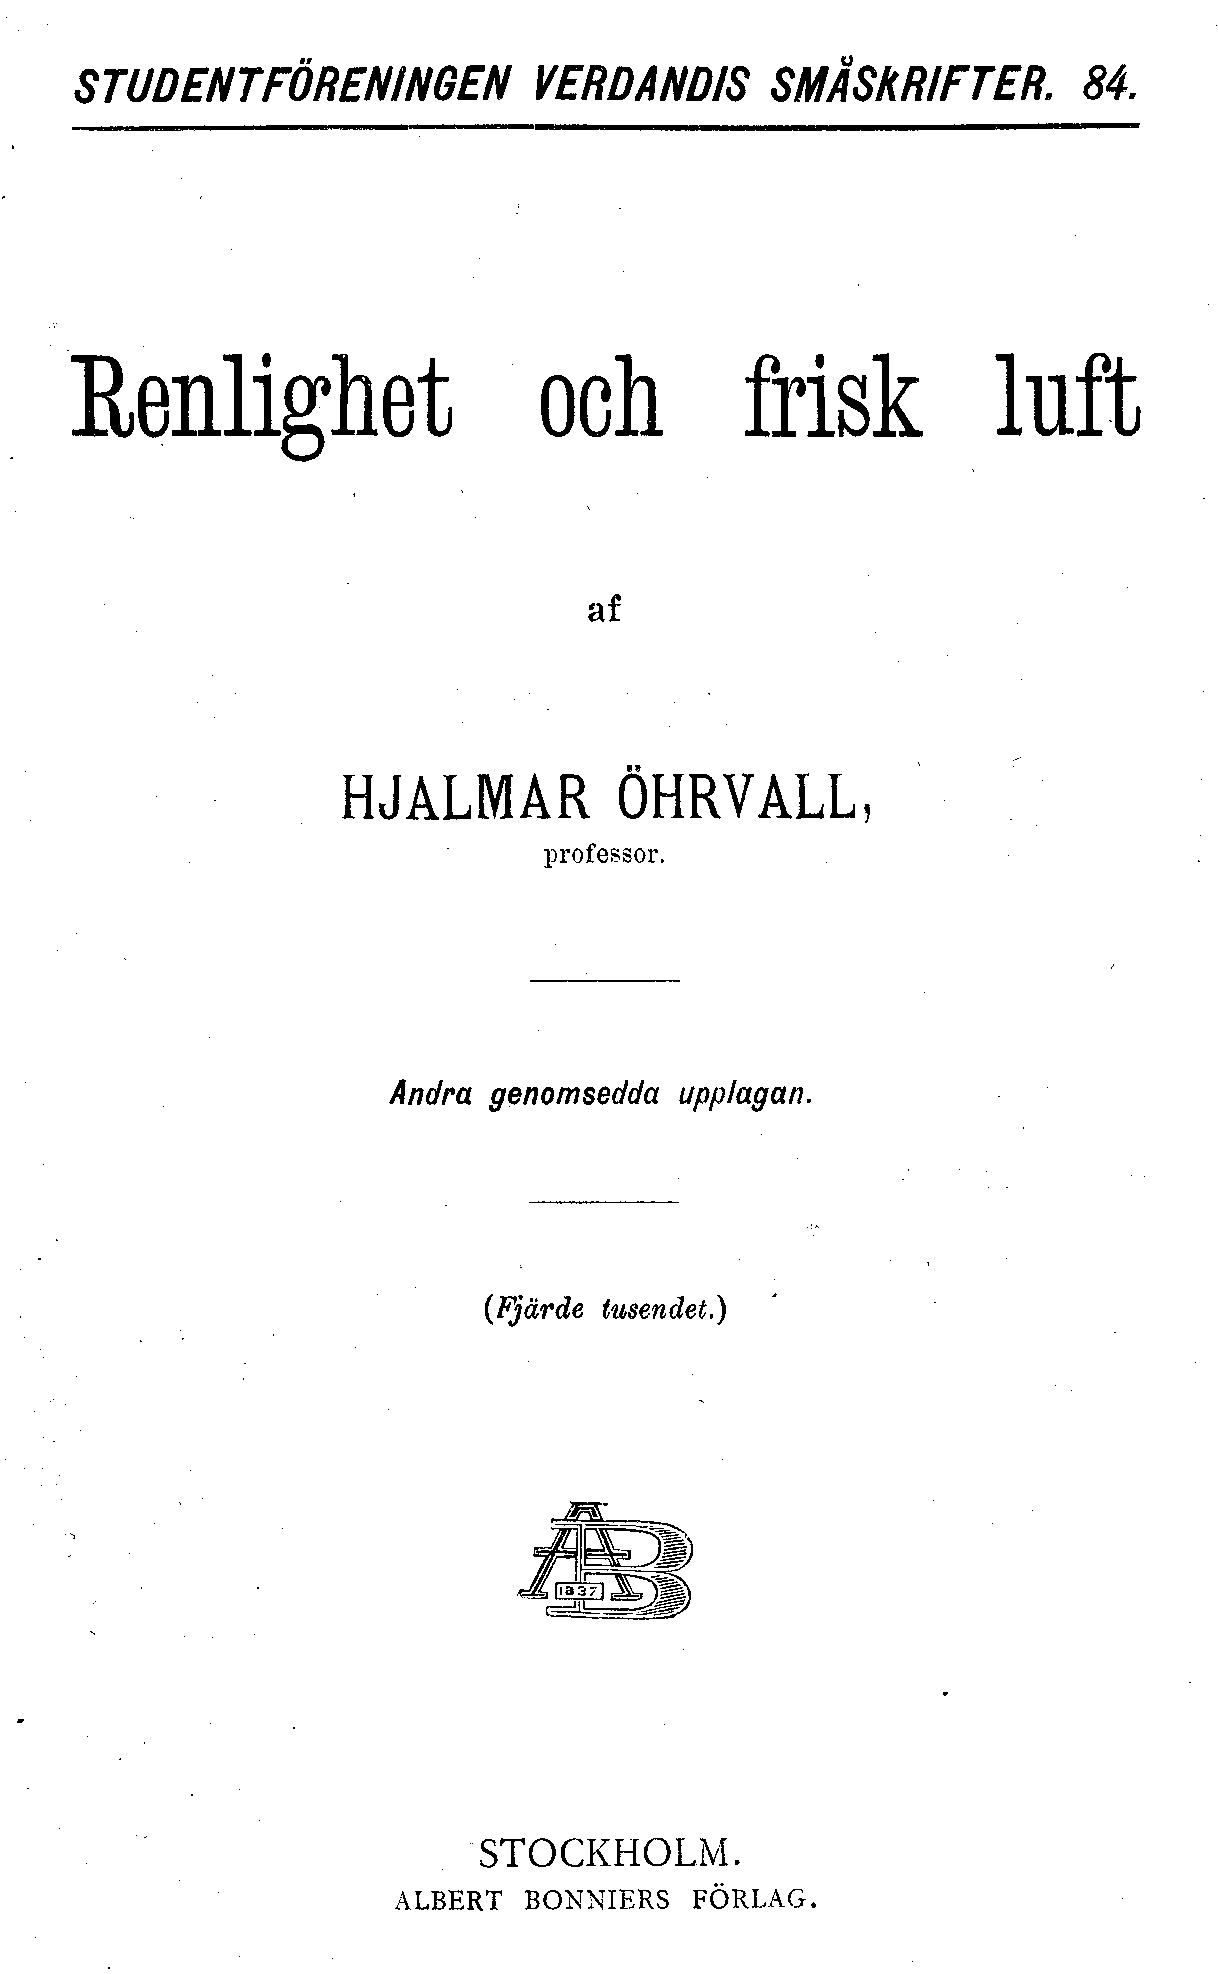 STUDENTFÖRENINGEN VERDANDIS SMÅSKRIFTER. 84.
Renlighet och frisk luft
af
HJALMAR ÖHRVALL,
professor.
Andra genomsedda upplagan.
(Fjärde tusendet.)
AB
1837
STOCKHOLM.
ALBERT BONNIERS FÖRLAG.